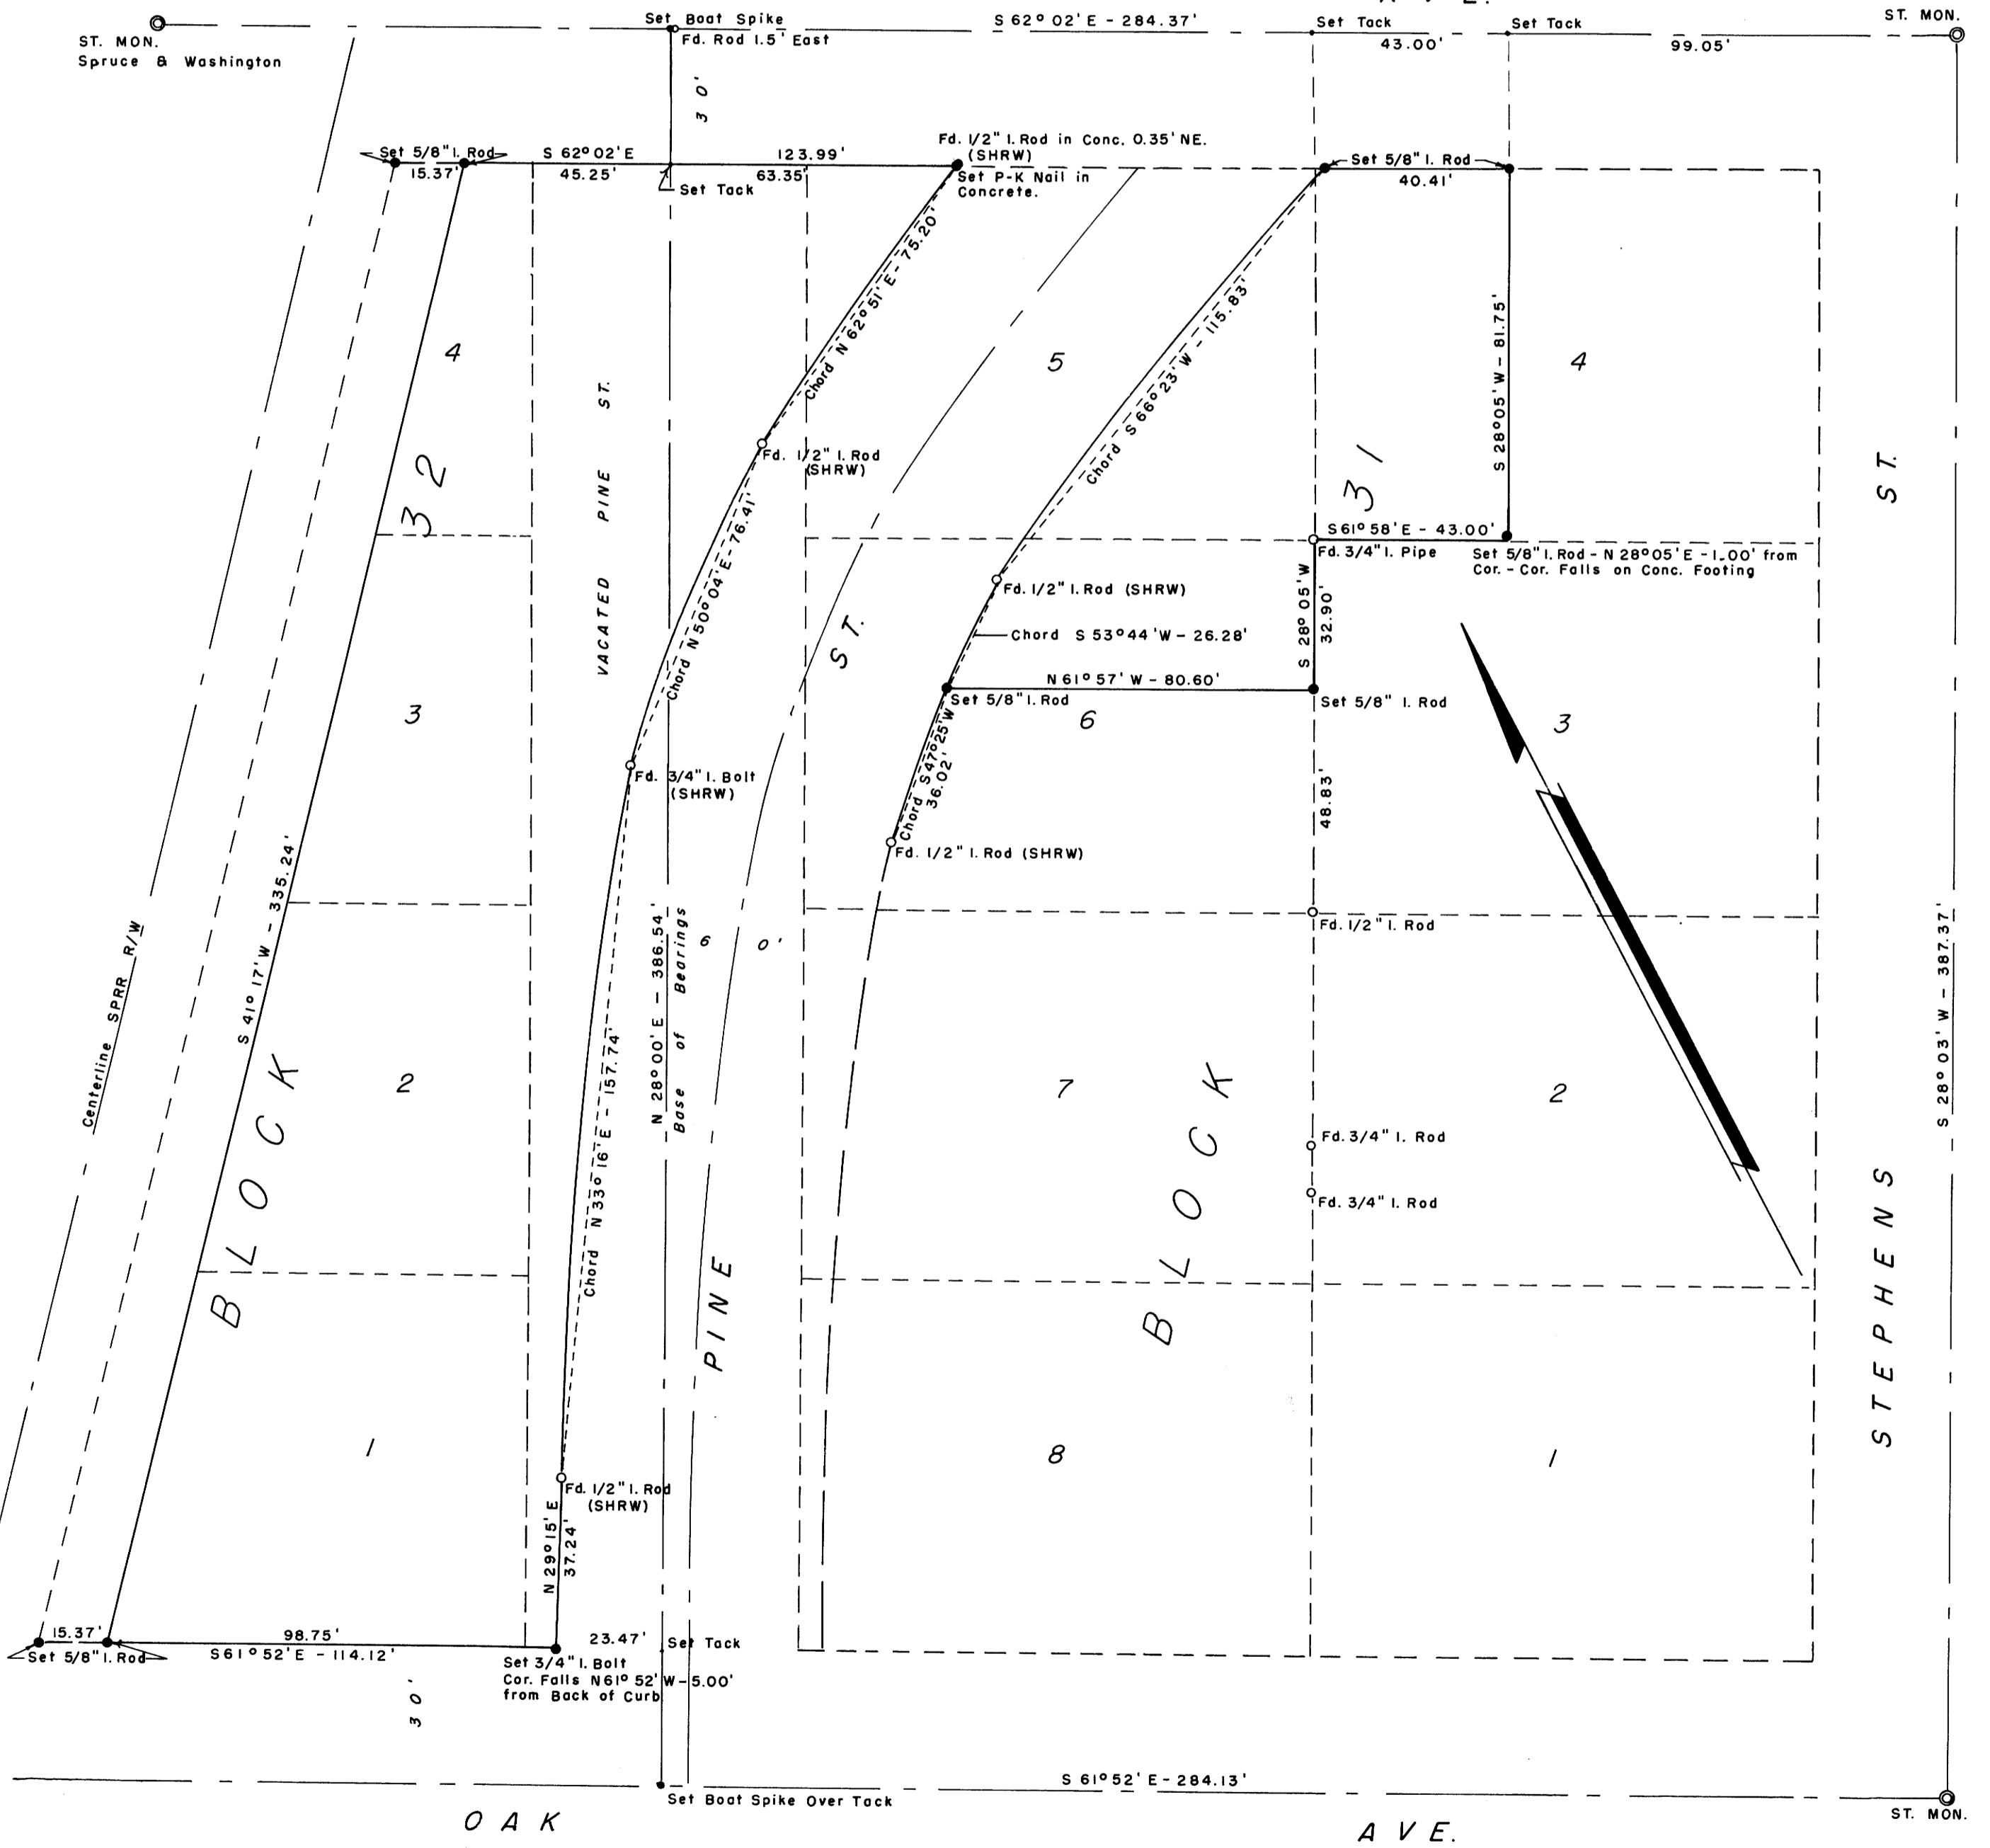 Set Boat Spike
S 62° 02' E - 284.37'
Set Tack
Set Tack
ST. MON.
ST. MON.
Spruce & Washington
Fd. Rod 1.5' East
43.00'
99.05'
30'
Set 5/8" I. Rod
15.37'
S 62°02' E
45.25'
123.99'
63.35'
Set Tack
Fd. 1/2" I. Rod in Conc. 0.35' NE.
(SHRW)
Set P-K Nail in
Concrete.
Set 5/8" I. Rod
40.41'
Chord N 62°51' E - 75.20'
Chord S 66°23' W - 115.83'
S 28°05' W - 81.75'
4
5
4
VACATED PINE ST.
Fd. 1/2" I. Rod
(SHRW)
32
31
ST.
S 61° 58' E - 43.00'
Fd. 3/4" I. Pipe
Set 5/8" I. Rod - N 28°05' E - 1.00' from
Cor. - Cor. Falls on Conc. Footing
Chord N 50°04' E - 76.41'
Fd. 1/2" I. Rod (SHRW)
S 28° 05' W
32.90'
Chord S 53°44' W - 26.28'
ST.
N 61° 57' W - 80.60'
Set 5/8" I. Rod
Set 5/8" I. Rod
3
6
3
Chord S 47°25' W
36.02'
Fd. 3/4" I. Bolt
(SHRW)
48.83'
Fd. 1/2" I. Rod (SHRW)
S 41° 17' W - 335.24'
Centerline SPRR R/W
N 28°00' E - 386.54'
Base of Bearings
60'
Fd. 1/2" I. Rod
S 28° 03' W - 387.37'
Chord N 33° 16' E - 157.74'
2
7
2
BLOCK
BLOCK
Fd. 3/4" I. Rod
Fd. 3/4" I. Rod
PINE
STEPHENS
1
8
1
Fd. 1/2" I. Rod
(SHRW)
N 29° 15' E
37.24'
15.37'
Set 5/8" I. Rod
98.75'
S 61° 52' E - 114.12'
23.47'
Set Tack
Set 3/4" I. Bolt
Cor. Falls N 61° 52' W - 5.00'
from Back of Curb
30'
S 61° 52' E - 284.13'
Set Boat Spike Over Tack
ST. MON.
OAK AVE.